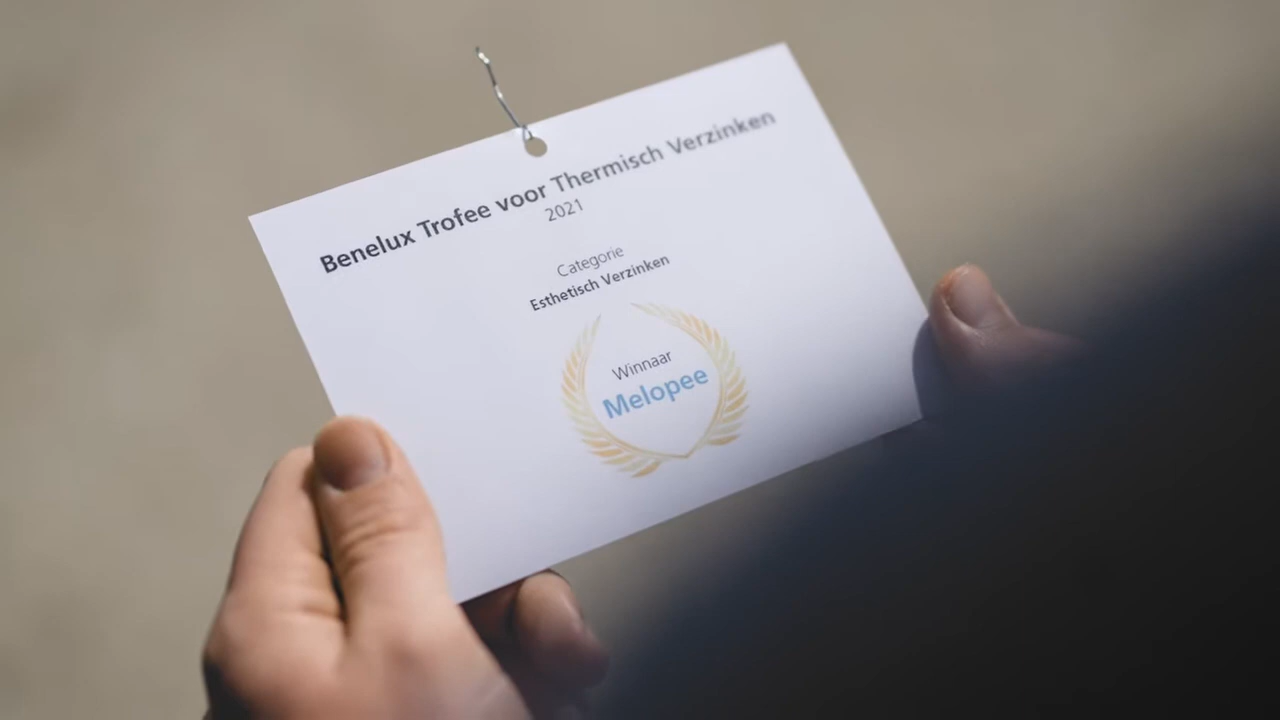 Benelux Trofee voor Thermisch Verzinken
2021
Categorie
Esthetisch Verzinken
Winnaar
Melopee